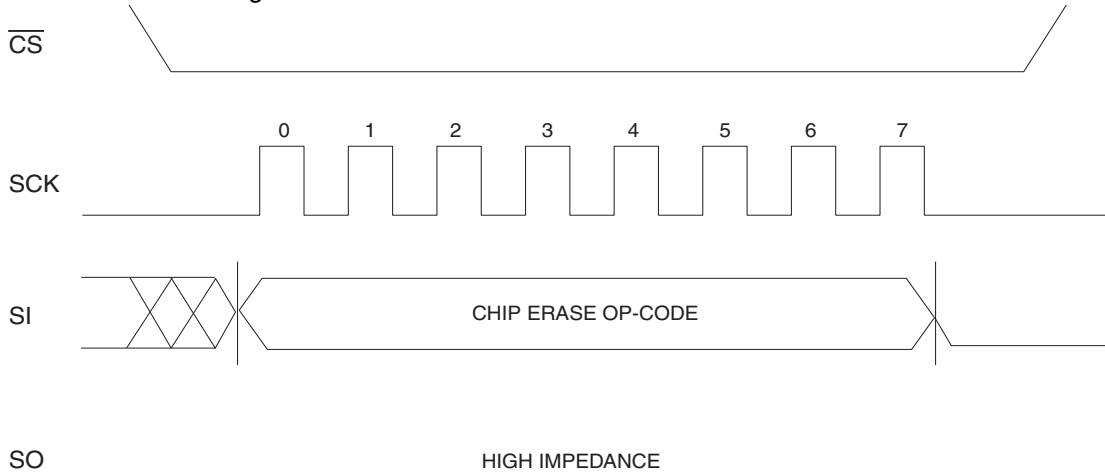 CS
0 1 2 3 4 5 6 7
SCK
SI CHIP ERASE OP-CODE
SO HIGH IMPEDANCE